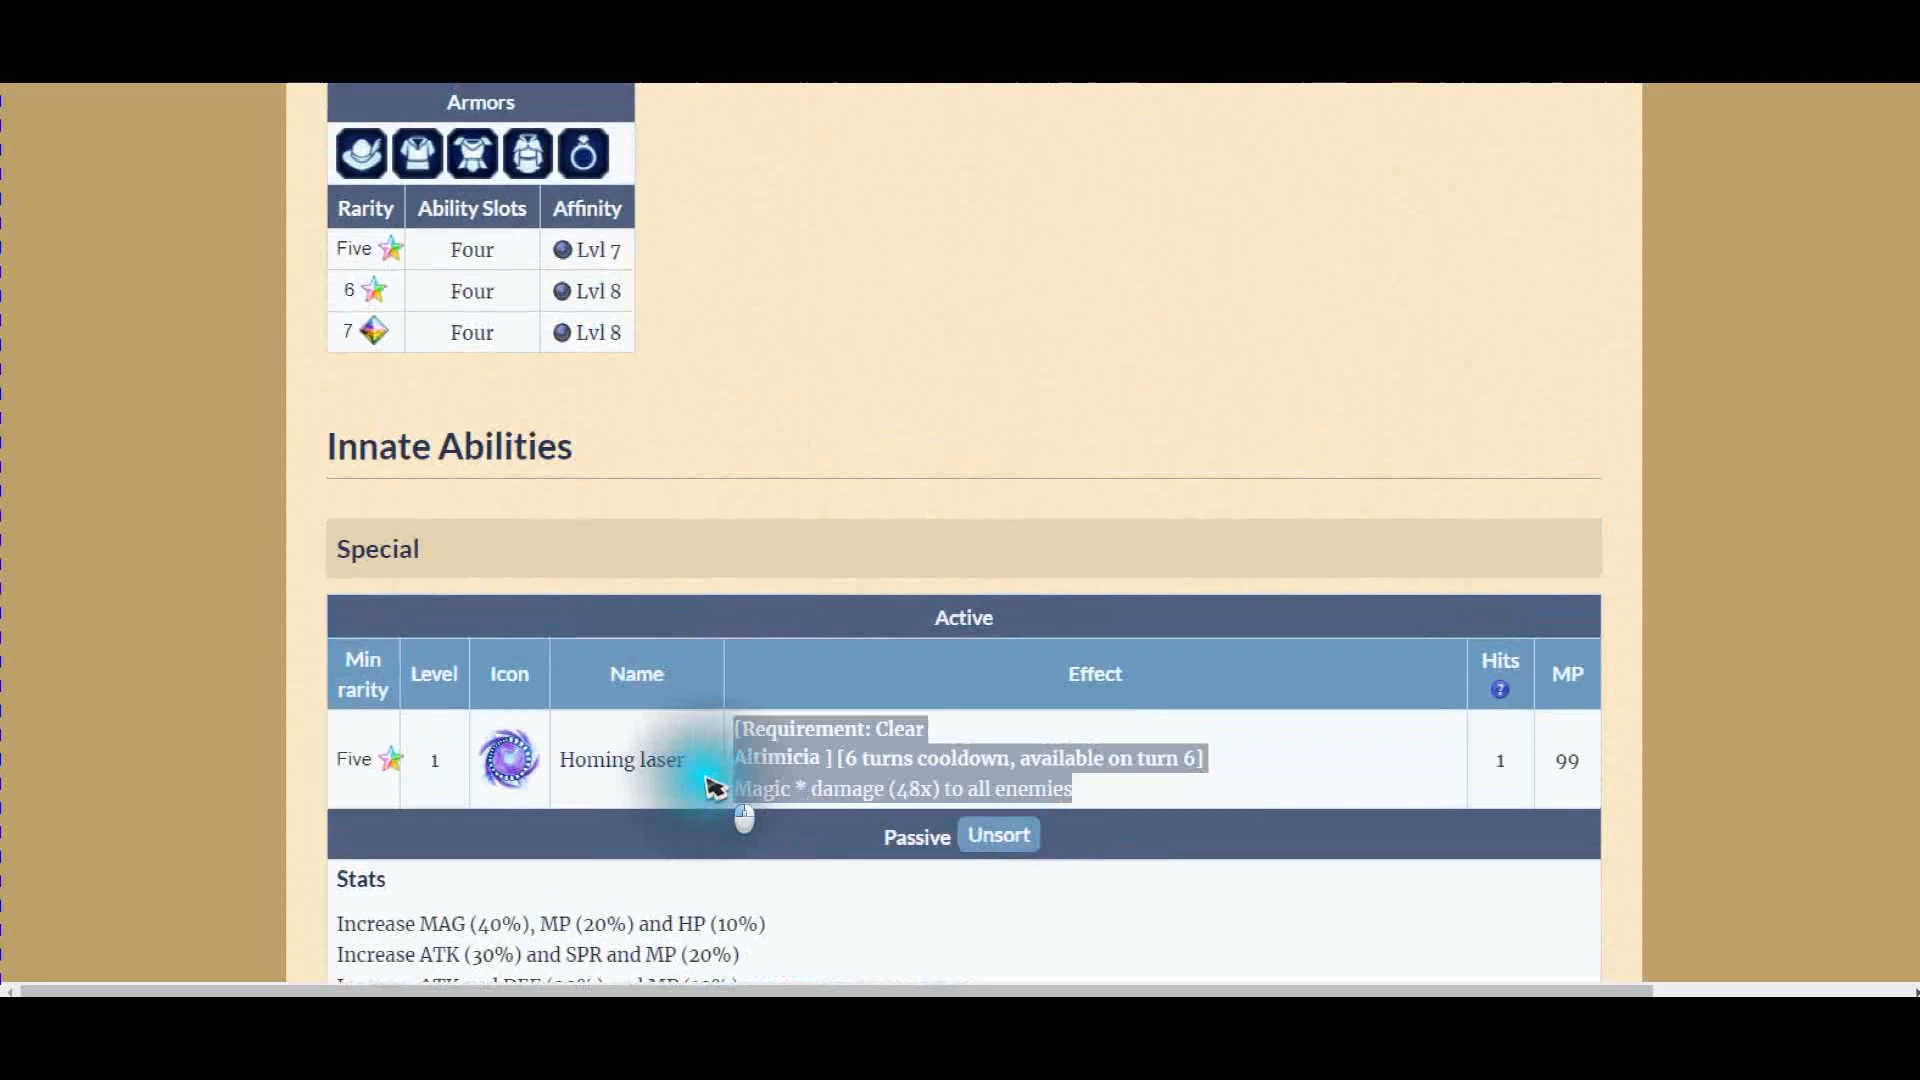 Armors
Rarity Ability Slots Affinity
Five Four Lvl 7
6 Four Lvl 8
7 Four Lvl 8
Innate Abilities
Special
Active
Min rarity Level Icon Name Effect Hits ? MP
Five 1 Homing laser [Requirement: Clear
Altimicia ] [6 turns cooldown, available on turn 6]
Magic * damage (48x) to all enemies 1 99
Passive Unsort
Stats
Increase MAG (40%), MP (20%) and HP (10%)
Increase ATK (30%) and SPR and MP (20%)